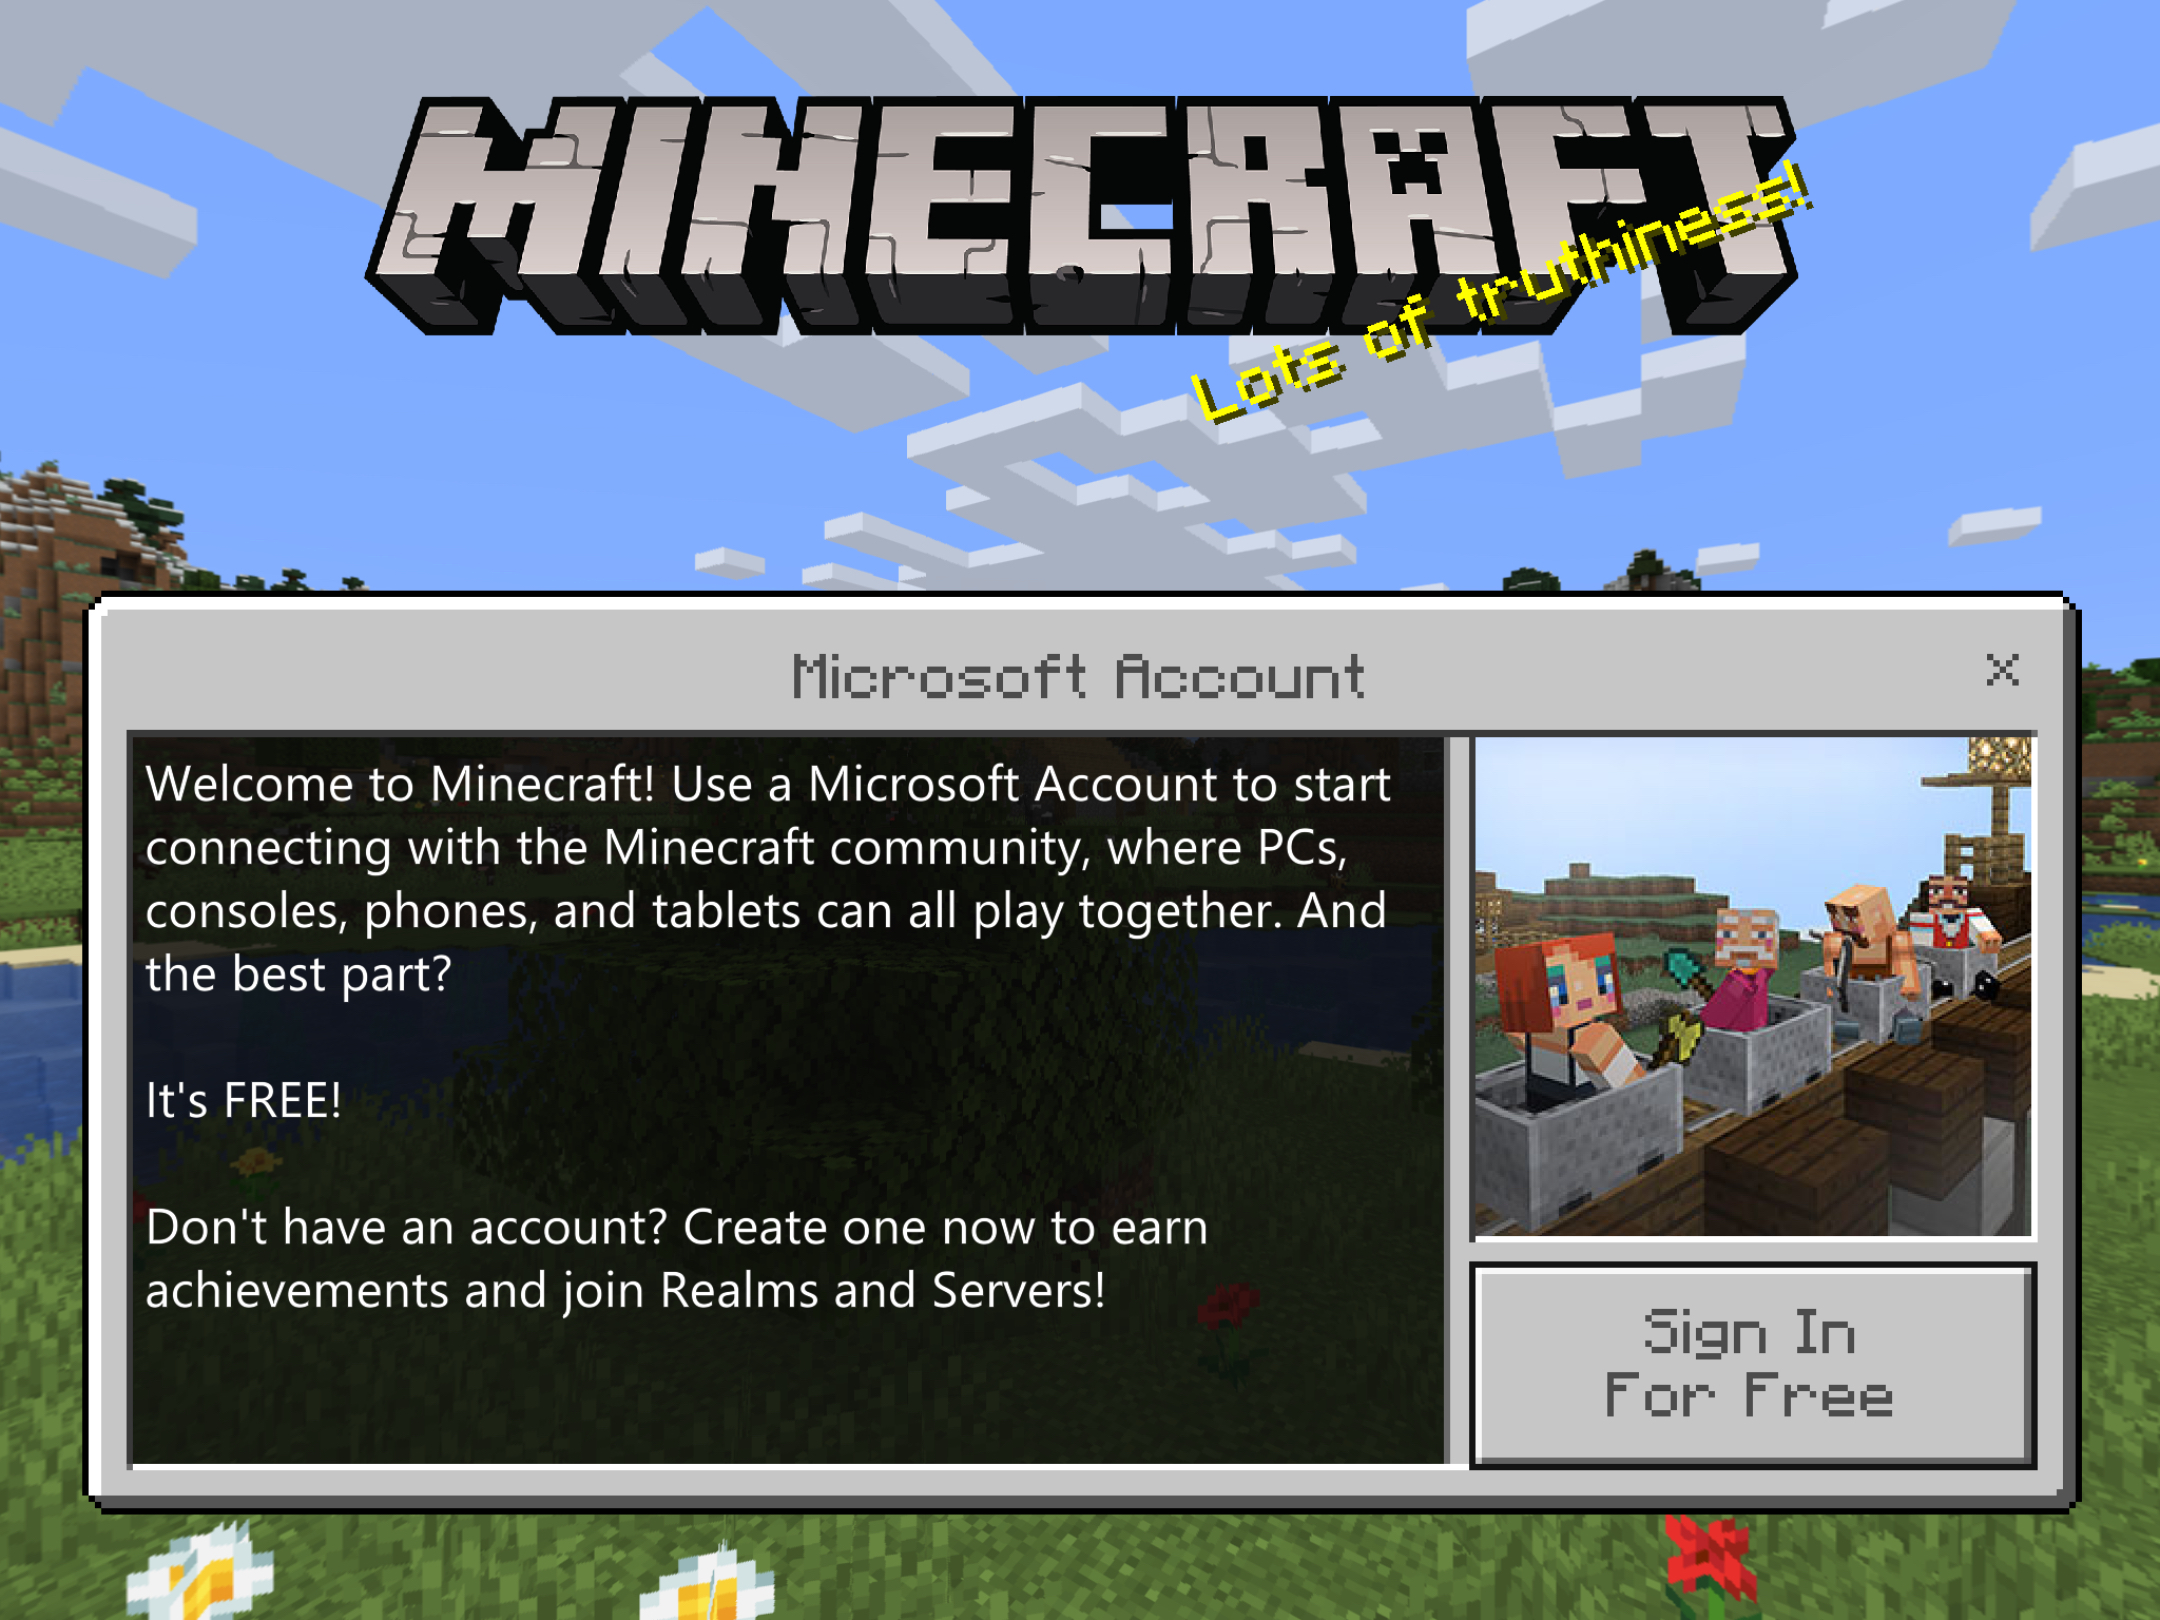 MINECRAFT
Lots of truthiness!
Microsoft Account
Welcome to Minecraft! Use a Microsoft Account to start
connecting with the Minecraft community, where PCs,
consoles, phones, and tablets can all play together. And
the best part?
It's FREE!
Don't have an account? Create one now to earn
achievements and join Realms and Servers!
Sign In
For Free